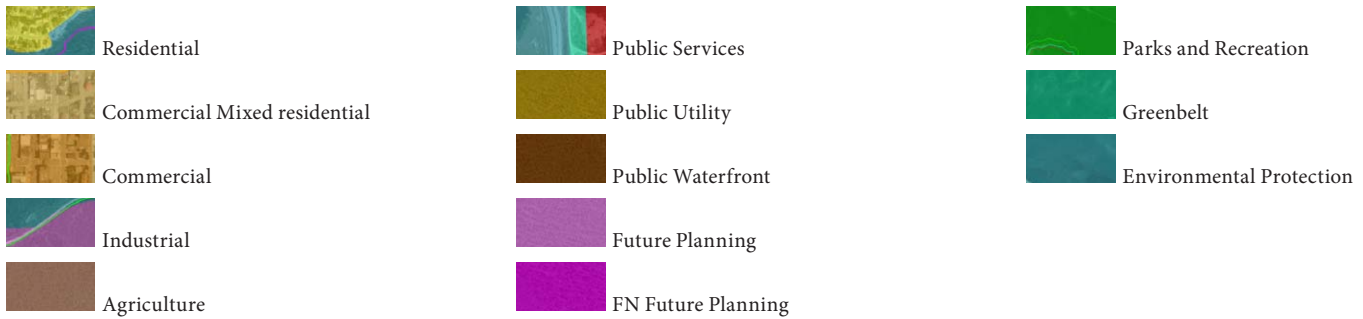 Residential
Commercial Mixed residential
Commercial
Industrial
Agriculture
Public Services
Public Utility
Public Waterfront
Future Planning
FN Future Planning
Parks and Recreation
Greenbelt
Environmental Protection